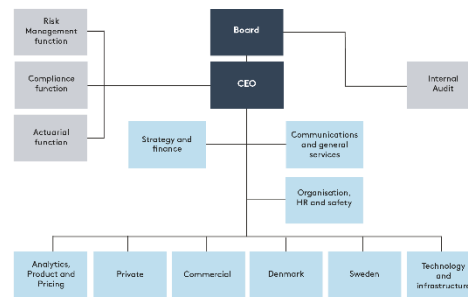 Risk
Management
function
Board
Compliance
function
CEO
Internal
Audit
Actuarial
function
Strategy and
finance
Communications
and general
services
Organisation,
HR and safety
Analytics,
Product and
Pricing
Private
Commercial
Denmark
Sweden
Technology
and
infrastructure